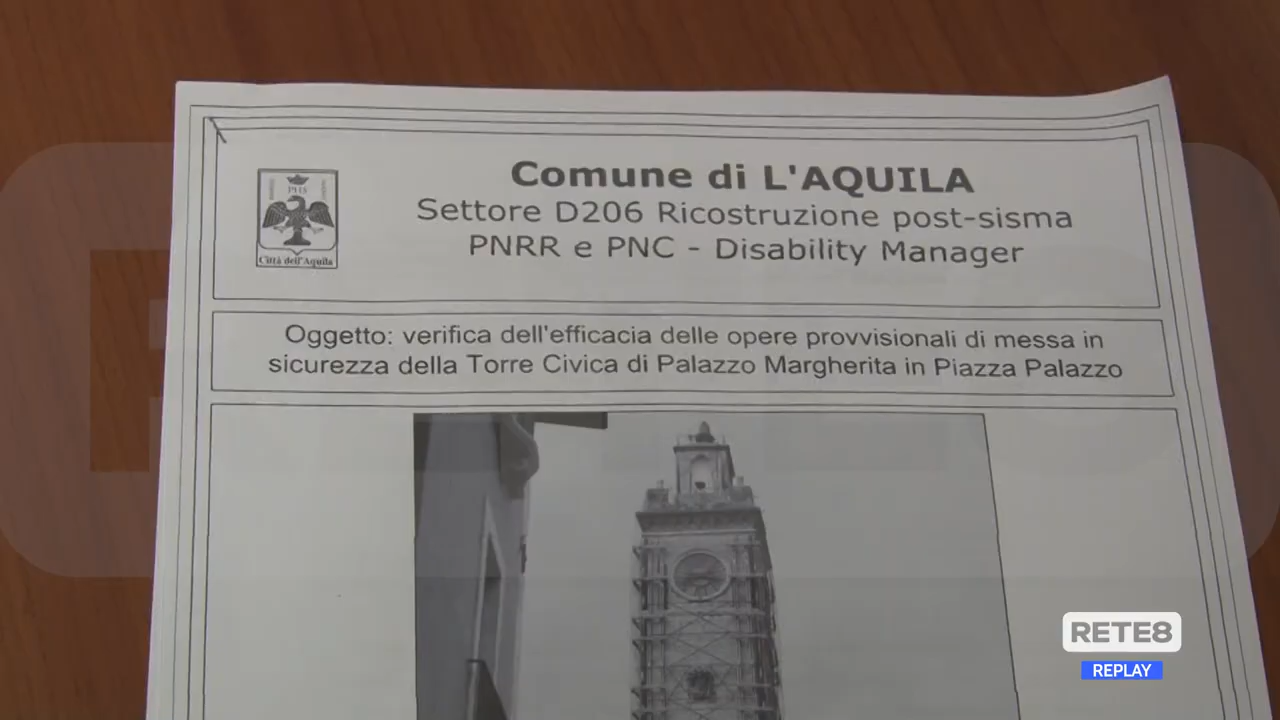 Comune di L'AQUILA
Settore D206 Ricostruzione post-sisma
PNRR e PNC - Disability Manager
PHS
Città dell'Aquila
Oggetto: verifica dell'efficacia delle opere provvisionali di messa in
sicurezza della Torre Civica di Palazzo Margherita in Piazza Palazzo
RETE8
REPLAY